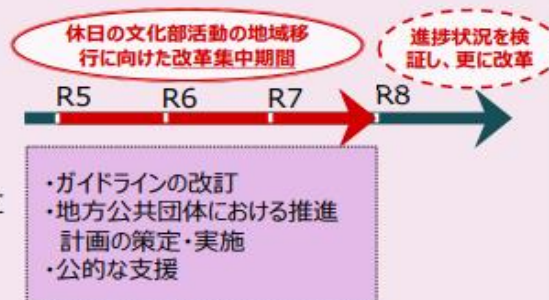 休日の文化部活動の地域移
行に向けた改革集中期間
進捗状況を検
証し、更に改革
R5 R6 R7 R8
・ガイドラインの改訂
・地方公共団体における推進
計画の策定・実施
・公的な支援